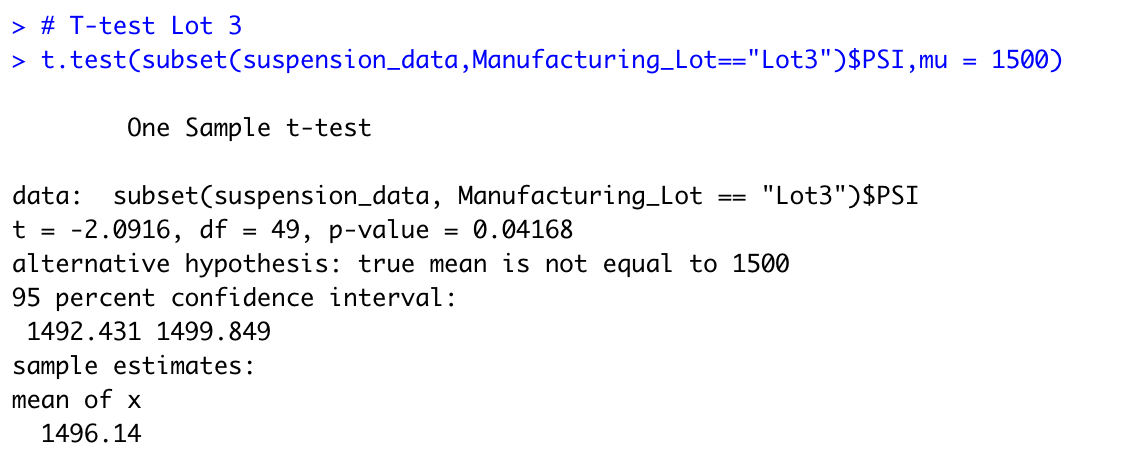 > # T-test Lot 3
> t.test(subset(suspension_data,Manufacturing_Lot=="Lot3")$PSI,mu = 1500)
One Sample t-test
data:  subset(suspension_data, Manufacturing_Lot == "Lot3")$PSI
t = -2.0916, df = 49, p-value = 0.04168
alternative hypothesis: true mean is not equal to 1500
95 percent confidence interval:
1492.431 1499.849
sample estimates:
mean of x
1496.14